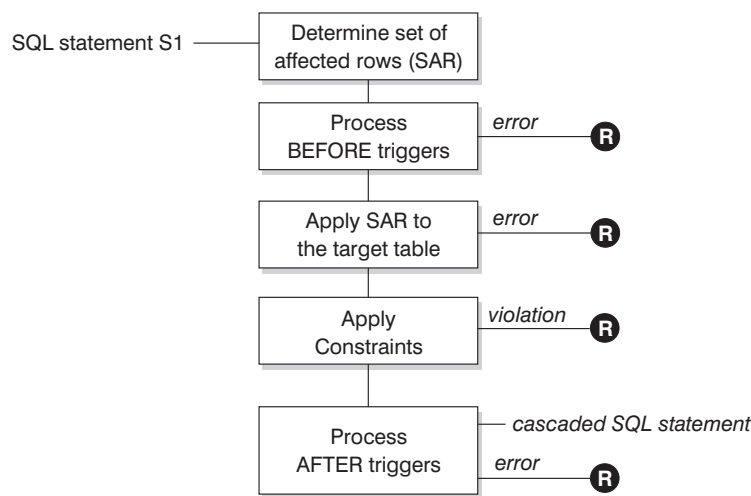 SQL statement S1
Determine set of
affected rows (SAR)
Process
BEFORE triggers
error
R
Apply SAR to
the target table
error
R
Apply
Constraints
violation
R
Process
AFTER triggers
cascaded SQL statement
error
R